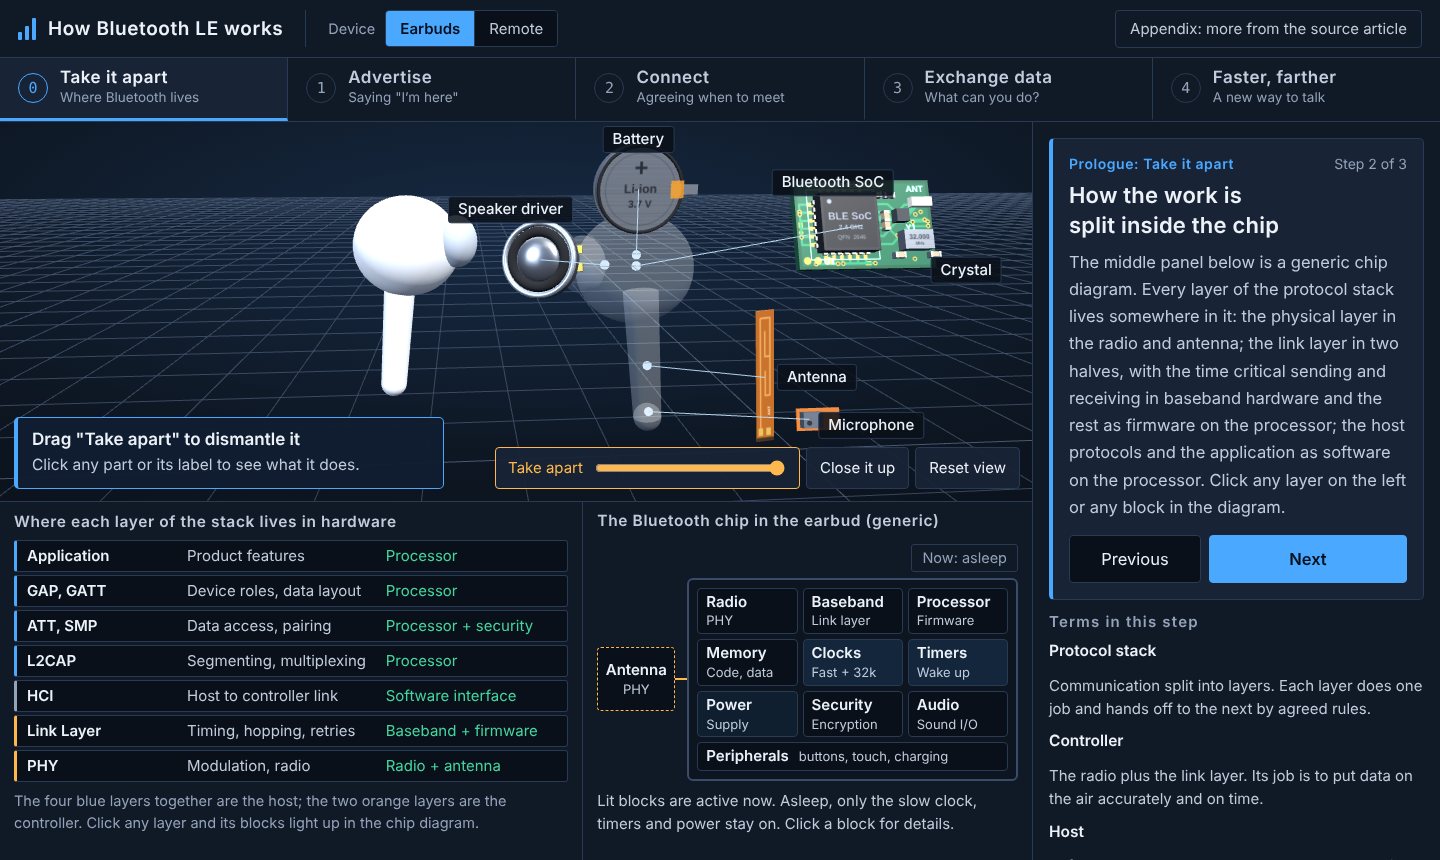 How Bluetooth LE works
Device
Earbuds
Remote
Appendix: more from the source article
0
Take it apart
Where Bluetooth lives
1
Advertise
Saying "I'm here"
2
Connect
Agreeing when to meet
3
Exchange data
What can you do?
4
Faster, farther
A new way to talk
Battery
+
Li-ion
3.7 V
Speaker driver
Bluetooth SoC
ANT
BLE SoC
2.4 GHz
Crystal
Antenna
Microphone
Drag "Take apart" to dismantle it
Click any part or its label to see what it does.
Take apart
Close it up
Reset view
Where each layer of the stack lives in hardware
Application Product features Processor
GAP, GATT Device roles, data layout Processor
ATT, SMP Data access, pairing Processor + security
L2CAP Segmenting, multiplexing Processor
HCI Host to controller link Software interface
Link Layer Timing, hopping, retries Baseband + firmware
PHY Modulation, radio Radio + antenna
The four blue layers together are the host; the two orange layers are the
controller. Click any layer and its blocks light up in the chip diagram.
The Bluetooth chip in the earbud (generic)
Now: asleep
Antenna
PHY
Radio
PHY
Baseband
Link layer
Processor
Firmware
Memory
Code, data
Clocks
Fast + 32k
Timers
Wake up
Power
Supply
Security
Encryption
Audio
Sound I/O
Peripherals buttons, touch, charging
Lit blocks are active now. Asleep, only the slow clock,
timers and power stay on. Click a block for details.
Prologue: Take it apart
Step 2 of 3
How the work is
split inside the chip
The middle panel below is a generic chip
diagram. Every layer of the protocol stack
lives somewhere in it: the physical layer in
the radio and antenna; the link layer in two
halves, with the time critical sending and
receiving in baseband hardware and the
rest as firmware on the processor; the host
protocols and the application as software
on the processor. Click any layer on the left
or any block in the diagram.
Previous
Next
Terms in this step
Protocol stack
Communication split into layers. Each layer does one
job and hands off to the next by agreed rules.
Controller
The radio plus the link layer. Its job is to put data on
the air accurately and on time.
Host